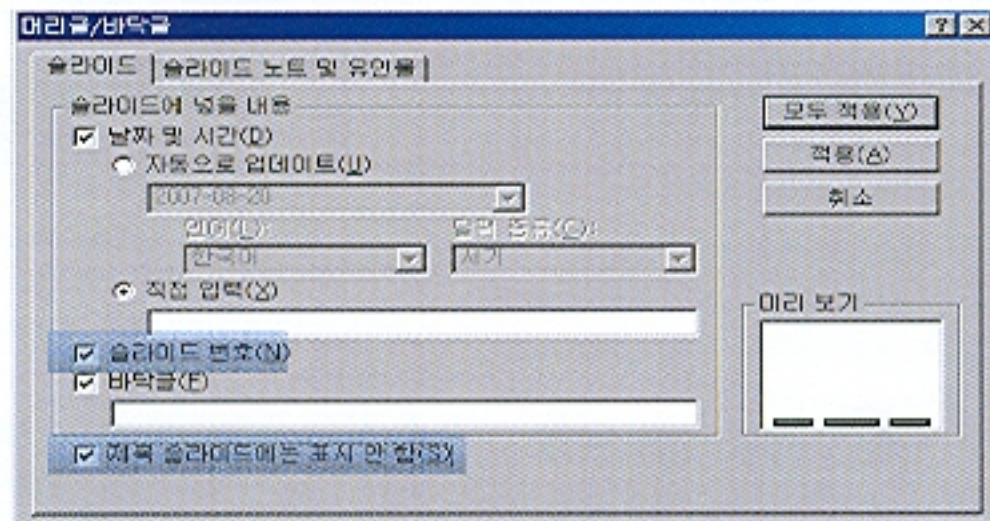 머리글/바닥글
슬라이드 슬라이드 노트 및 유인물
슬라이드에 넣을 내용
날짜 및 시간(D)
자동으로 업데이트(U)
2007-08-20
언어(L): 달력 종류(C):
한국어 서기
직접 입력(X)
슬라이드 번호(N)
바닥글(F)
제목 슬라이드에는 표시 안 함(S)
모두 적용(Y)
적용(A)
취소
미리 보기